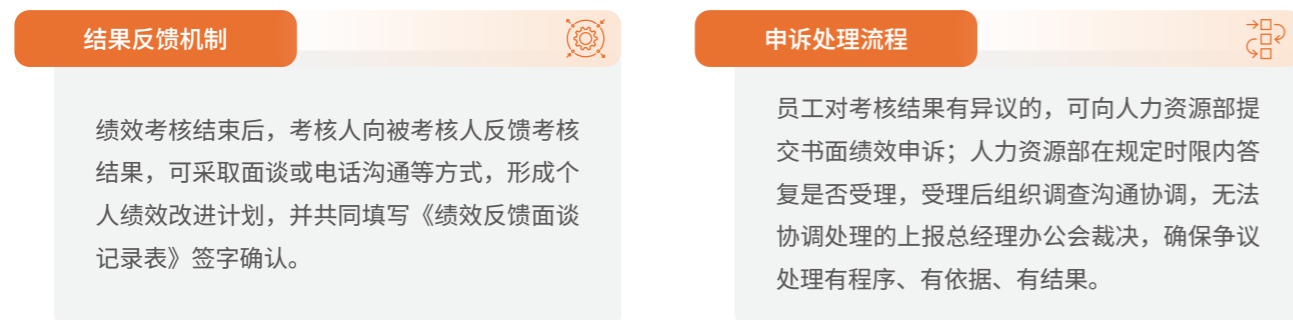 结果反馈机制
绩效考核结束后，考核人向被考核人反馈考核
结果，可采取面谈或电话沟通等方式，形成个
人绩效改进计划，并共同填写《绩效反馈面谈
记录表》签字确认。
申诉处理流程
员工对考核结果有异议的，可向人力资源部提
交书面绩效申诉；人力资源部在规定时限内答
复是否受理，受理后组织调查沟通协调，无法
协调处理的上报总经理办公会裁决，确保争议
处理有程序、有依据、有结果。